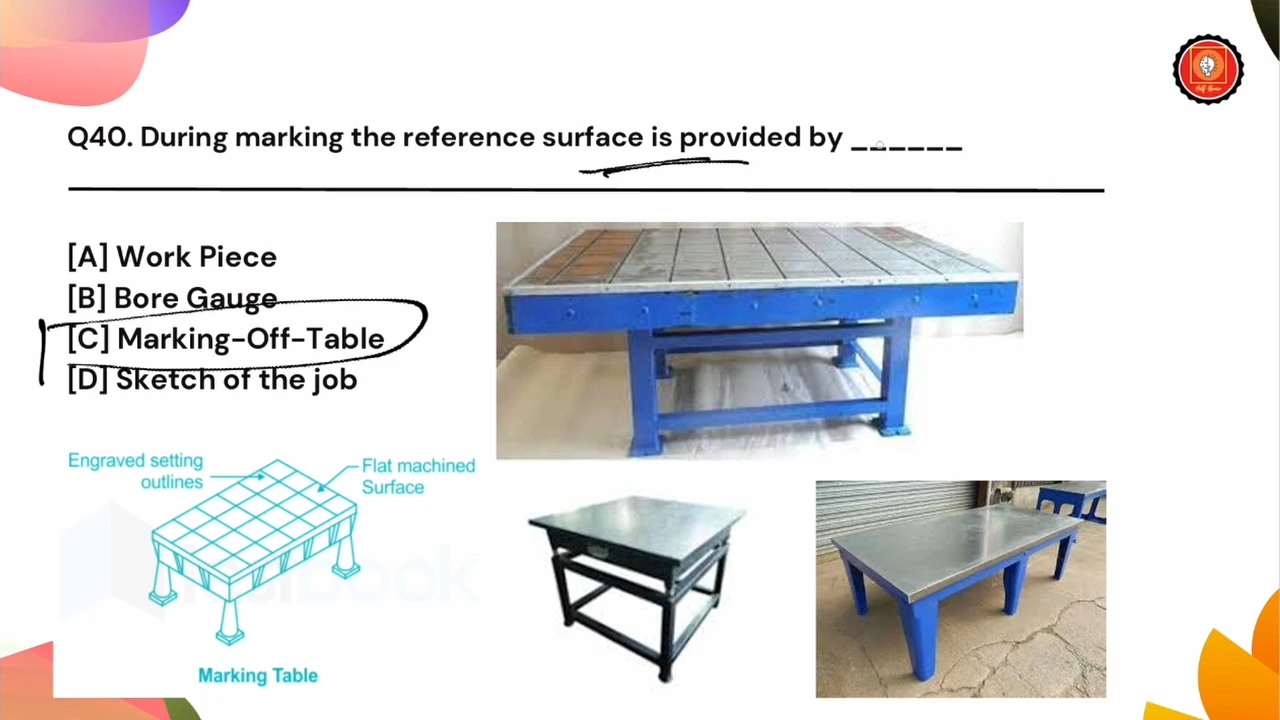 Q40. During marking the reference surface is provided by ______
[A] Work Piece
[B] Bore Gauge
[C] Marking-Off-Table
[D] Sketch of the job
Engraved setting
outlines
Flat machined
Surface
Marking Table